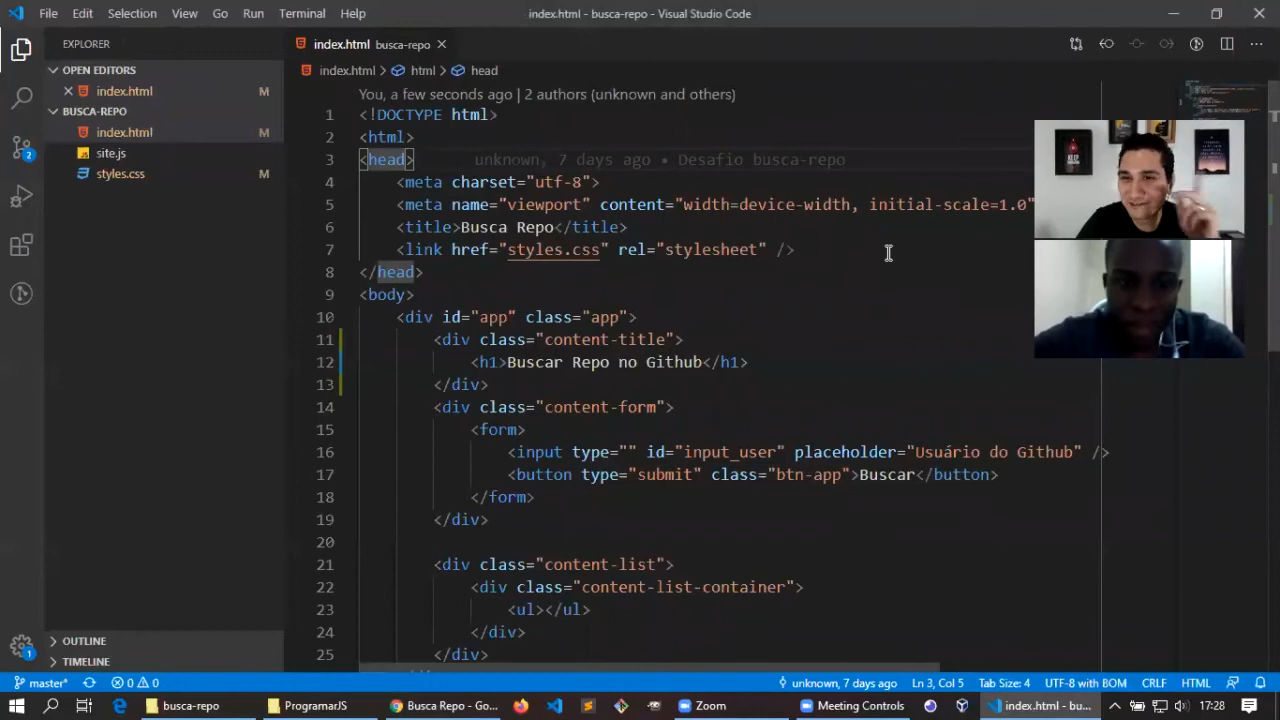 File Edit Selection View Go Run Terminal Help index.html - busca-repo - Visual Studio Code
EXPLORER
OPEN EDITORS
index.html M
BUSCA-REPO
index.html M
site.js
styles.css M
OUTLINE
TIMELINE
index.html busca-repo
index.html > html > head
You, a few seconds ago | 2 authors (unknown and others)
1 <!DOCTYPE html>
2 <html>
3 <head> unknown, 7 days ago • Desafio busca-repo
4 <meta charset="utf-8">
5 <meta name="viewport" content="width=device-width, initial-scale=1.0"
6 <title>Busca Repo</title>
7 <link href="styles.css" rel="stylesheet" />
8 </head>
9 <body>
10 <div id="app" class="app">
11 <div class="content-title">
12 <h1>Buscar Repo no Github</h1>
13 </div>
14 <div class="content-form">
15 <form>
16 <input type="" id="input_user" placeholder="Usuário do Github" />
17 <button type="submit" class="btn-app">Buscar</button>
18 </form>
19 </div>
20
21 <div class="content-list">
22 <div class="content-list-container">
23 <ul></ul>
24 </div>
25 </div>
KEEP
2
1
master* 0 0 unknown, 7 days ago Ln 3, Col 5 Tab Size: 4 UTF-8 with BOM CRLF HTML
busca-repo ProgramarJS Busca Repo - Go... Zoom Meeting Controls index.html - bu... 17:28